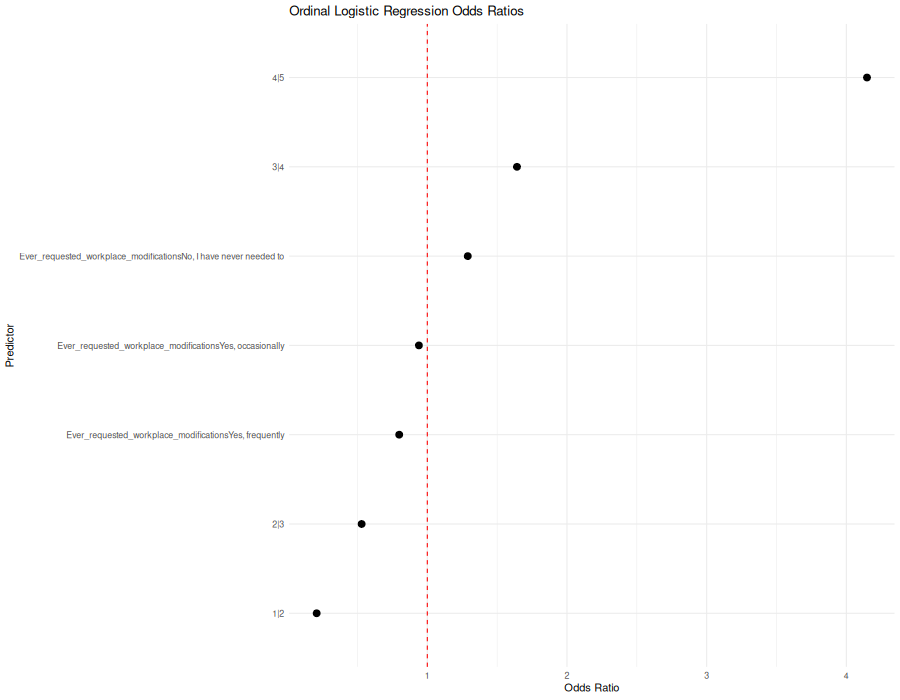 Ordinal Logistic Regression Odds Ratios
4|5
3|4
Ever_requested_workplace_modificationsNo, I have never needed to
Ever_requested_workplace_modificationsYes, occasionally
Ever_requested_workplace_modificationsYes, frequently
2|3
1|2
Predictor
1
2
3
4
Odds Ratio